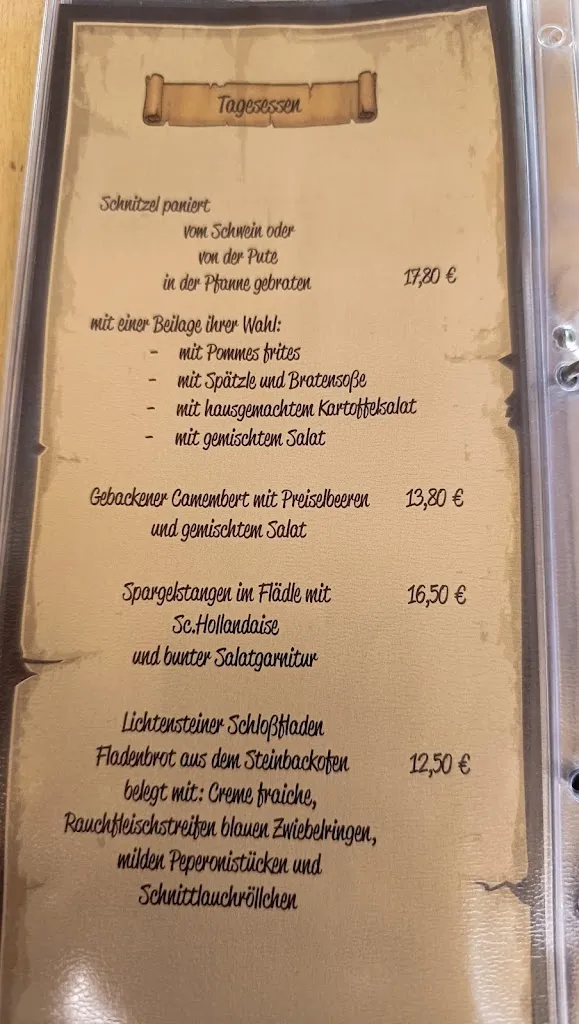 Tagesessen
Schnitzel paniert
vom Schwein oder
von der Pute
in der Pfanne gebraten 17,80 €
mit einer Beilage ihrer Wahl:
- mit Pommes frites
- mit Spätzle und Bratensoße
- mit hausgemachtem Kartoffelsalat
- mit gemischtem Salat
Gebackener Camembert mit Preiselbeeren 13,80 €
und gemischtem Salat
Spargelstangen im Flädle mit 16,50 €
Sc.Hollandaise
und bunter Salatgarnitur
Lichtensteiner Schloßfladen
Fladenbrot aus dem Steinbackofen 12,50 €
belegt mit: Creme fraiche,
Rauchfleischstreifen blauen Zwiebelringen,
milden Peperonistücken und
Schnittlauchröllchen